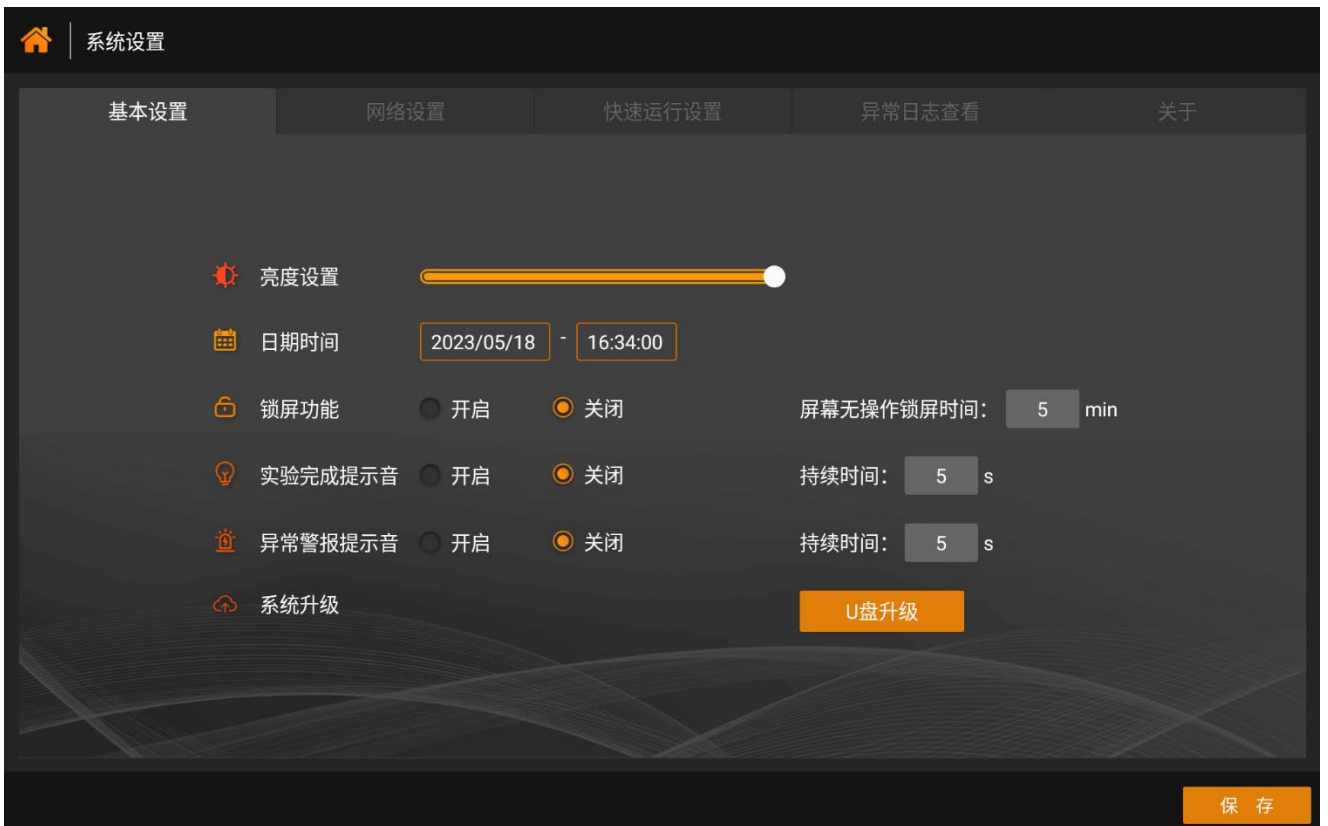 系统设置
基本设置 网络设置 快速运行设置 异常日志查看 关于
亮度设置
日期时间 2023/05/18 - 16:34:00
锁屏功能 开启 关闭 屏幕无操作锁屏时间： 5 min
实验完成提示音 开启 关闭 持续时间： 5 s
异常警报提示音 开启 关闭 持续时间： 5 s
系统升级 U盘升级
保 存